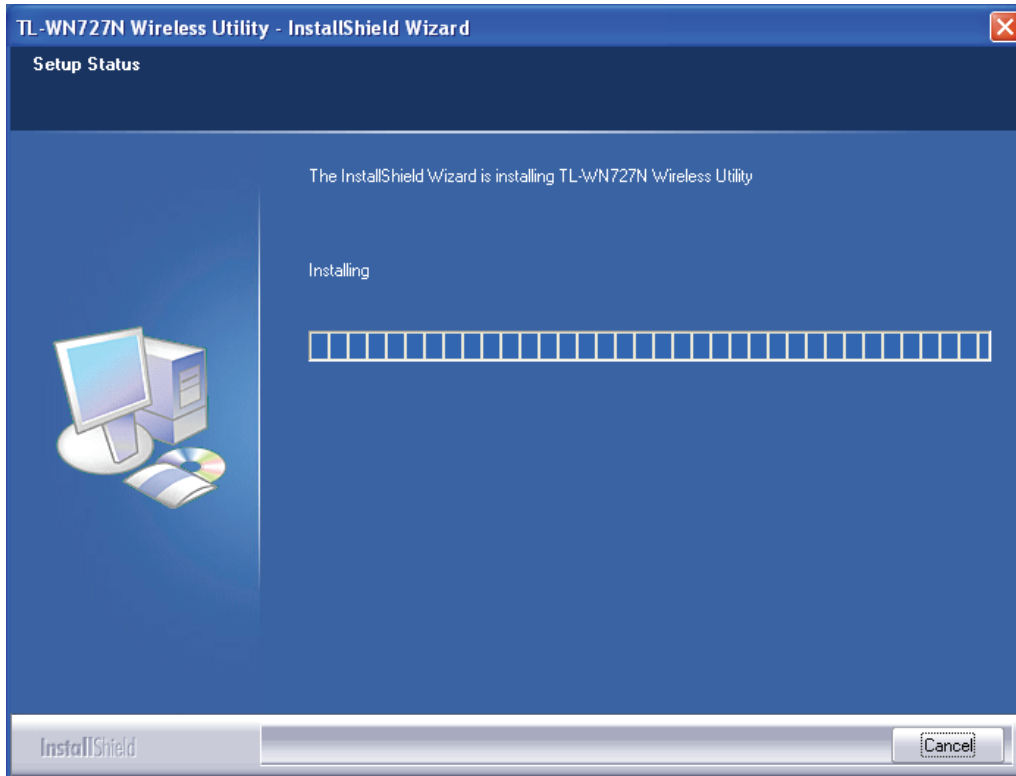 TL-WN727N Wireless Utility - InstallShield Wizard
Setup Status
The InstallShield Wizard is installing TL-WN727N Wireless Utility
Installing
InstallShield
Cancel